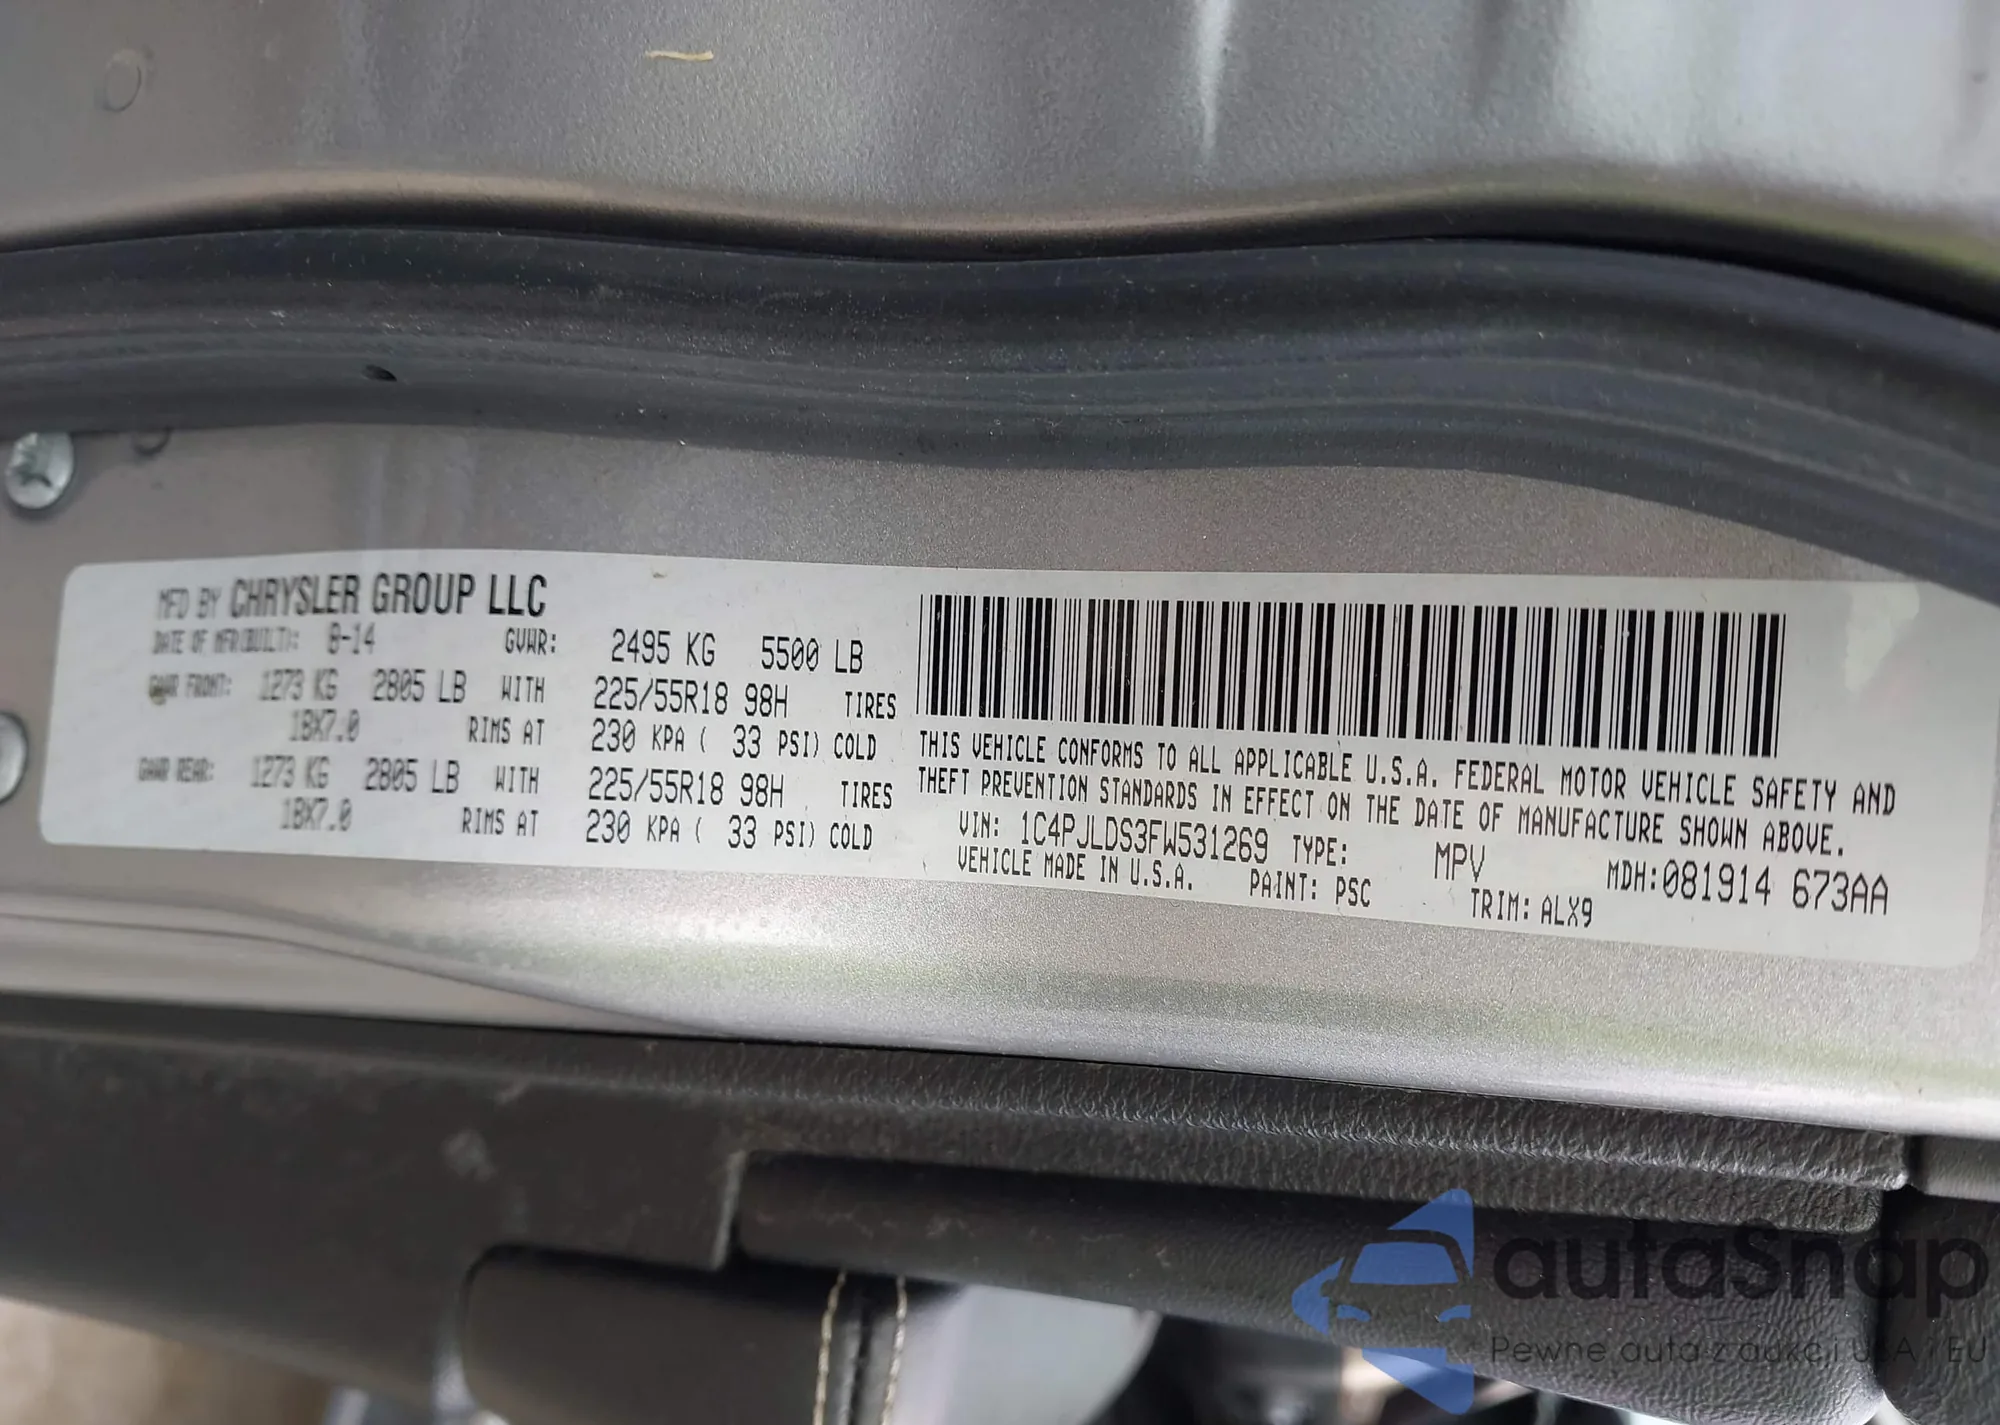 MFD BY CHRYSLER GROUP LLC
DATE OF MFR(BUILT): 8-14 GVWR: 2495 KG 5500 LB
GAWR FRONT: 1273 KG 2805 LB WITH 225/55R18 98H TIRES
18X7.0 RIMS AT 230 KPA ( 33 PSI) COLD
GAWR REAR: 1273 KG 2805 LB WITH 225/55R18 98H TIRES
18X7.0 RIMS AT 230 KPA ( 33 PSI) COLD
THIS VEHICLE CONFORMS TO ALL APPLICABLE U.S.A. FEDERAL MOTOR VEHICLE SAFETY AND
THEFT PREVENTION STANDARDS IN EFFECT ON THE DATE OF MANUFACTURE SHOWN ABOVE.
VIN: 1C4PJLDS3FW531269 TYPE: MPV MDH:081914 673AA
VEHICLE MADE IN U.S.A. PAINT: PSC TRIM: ALX9
autaSnap
Pewne auta z aukcji USA i EU